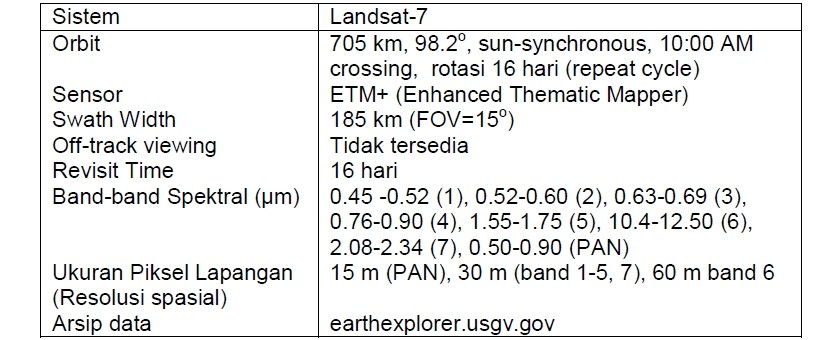 Sistem Landsat-7
Orbit 705 km, 98.2°, sun-synchronous, 10:00 AM
crossing, rotasi 16 hari (repeat cycle)
Sensor ETM+ (Enhanced Thematic Mapper)
Swath Width 185 km (FOV=15°)
Off-track viewing Tidak tersedia
Revisit Time 16 hari
Band-band Spektral (µm) 0.45 -0.52 (1), 0.52-0.60 (2), 0.63-0.69 (3),
0.76-0.90 (4), 1.55-1.75 (5), 10.4-12.50 (6),
2.08-2.34 (7), 0.50-0.90 (PAN)
Ukuran Piksel Lapangan 15 m (PAN), 30 m (band 1-5, 7), 60 m band 6
(Resolusi spasial)
Arsip data earthexplorer.usgv.gov